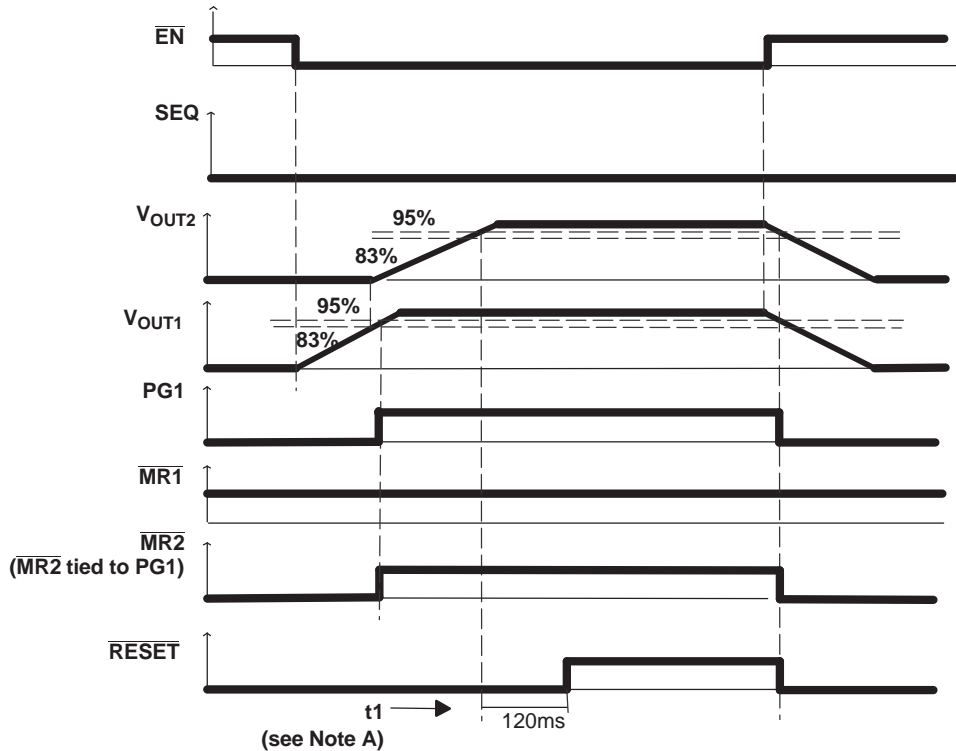 EN
SEQ
VOUT2
95%
83%
VOUT1
95%
83%
PG1
MR1
MR2
(MR2 tied to PG1)
RESET
t1
120ms
(see Note A)